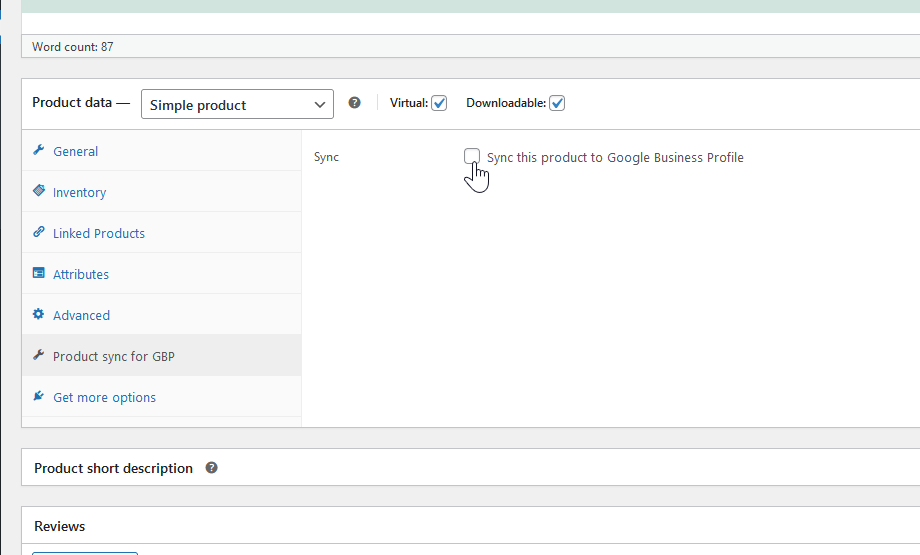 Word count: 87
Product data — Simple product ? Virtual: Downloadable:
General
Sync Sync this product to Google Business Profile
Inventory
Linked Products
Attributes
Advanced
Product sync for GBP
Get more options
Product short description ?
Reviews